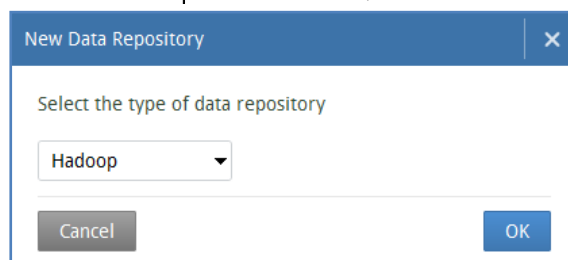 New Data Repository
Select the type of data repository
Hadoop
Cancel
OK